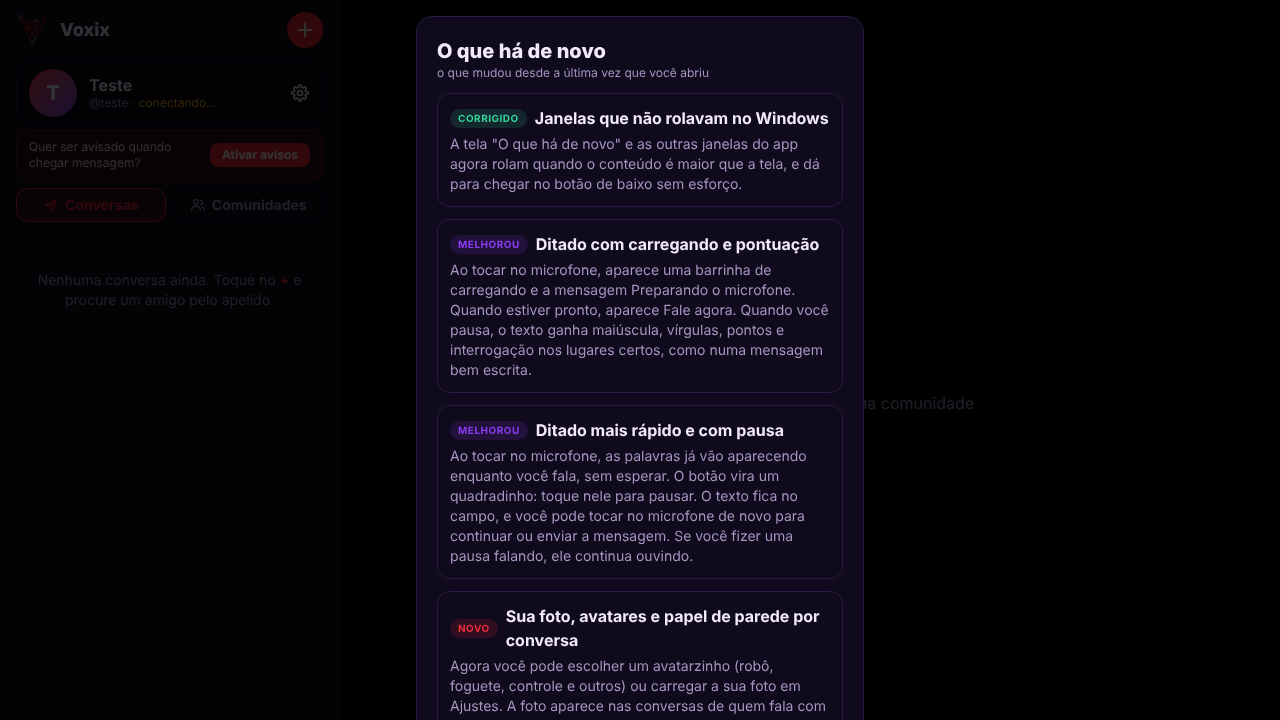 Voxix
T
Teste
@teste · conectando...
Quer ser avisado quando
chegar mensagem?
Ativar avisos
Conversas
Comunidades
Nenhuma conversa ainda. Toque no + e
procure um amigo pelo apelido.
O que há de novo
o que mudou desde a última vez que você abriu
CORRIGIDO Janelas que não rolavam no Windows
A tela "O que há de novo" e as outras janelas do app
agora rolam quando o conteúdo é maior que a tela, e dá
para chegar no botão de baixo sem esforço.
MELHOROU Ditado com carregando e pontuação
Ao tocar no microfone, aparece uma barrinha de
carregando e a mensagem Preparando o microfone.
Quando estiver pronto, aparece Fale agora. Quando você
pausa, o texto ganha maiúscula, vírgulas, pontos e
interrogação nos lugares certos, como numa mensagem
bem escrita.
MELHOROU Ditado mais rápido e com pausa
Ao tocar no microfone, as palavras já vão aparecendo
enquanto você fala, sem esperar. O botão vira um
quadradinho: toque nele para pausar. O texto fica no
campo, e você pode tocar no microfone de novo para
continuar ou enviar a mensagem. Se você fizer uma
pausa falando, ele continua ouvindo.
NOVO Sua foto, avatares e papel de parede por
conversa
Agora você pode escolher um avatarzinho (robô,
foguete, controle e outros) ou carregar a sua foto em
Ajustes. A foto aparece nas conversas de quem fala com
comunidade